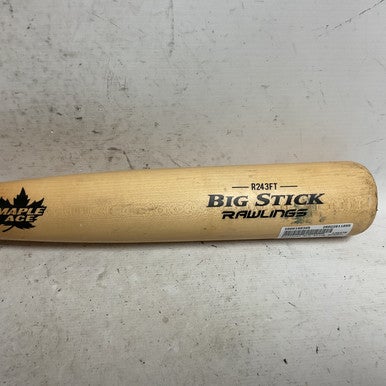 MAPLE
ACE
R243FT
BIG STICK
RAWLINGS